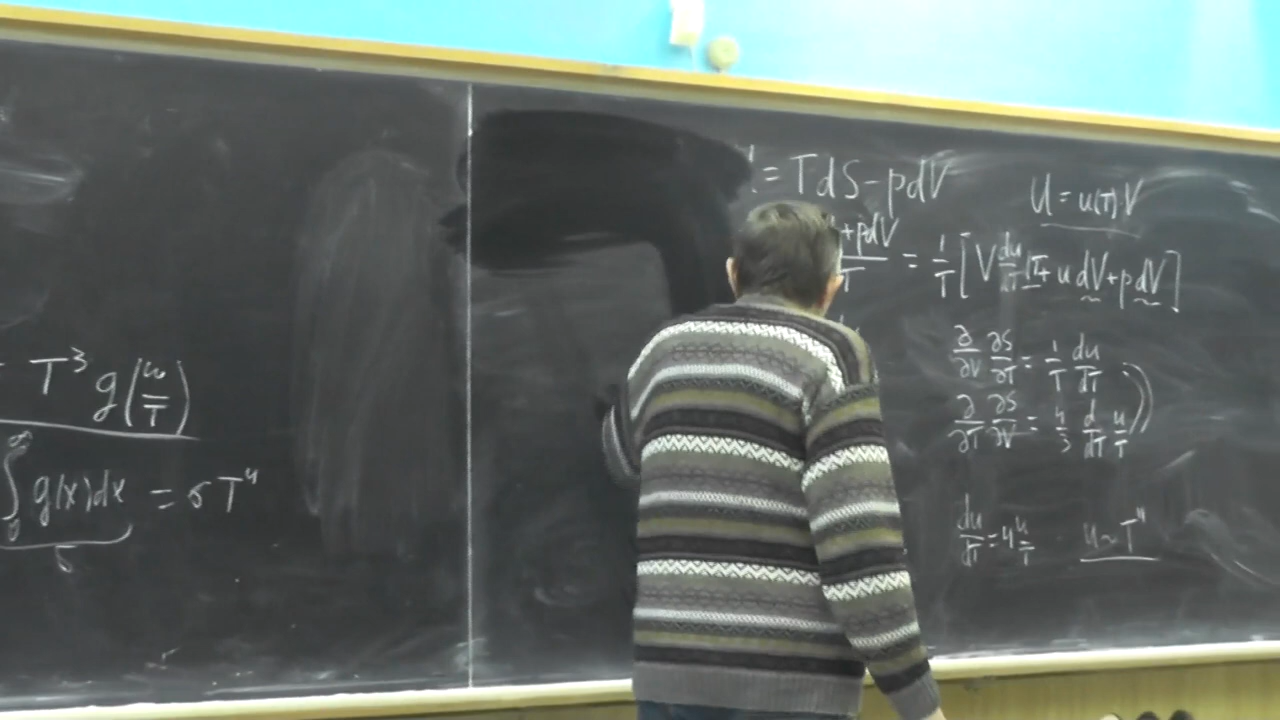 T³ g(ω/T)
∫₀^∞ g(x)dx = σT⁴
σ
= TdS - pdV
U = u(T)V
+pdV / T = 1/T [V du/dT dT + u dV + p dV]
∂/∂V ∂S/∂T = 1/T du/dT
∂/∂T ∂S/∂V = 4/3 d/dT u/T
du/dT = 4 u/T
u ~ T⁴